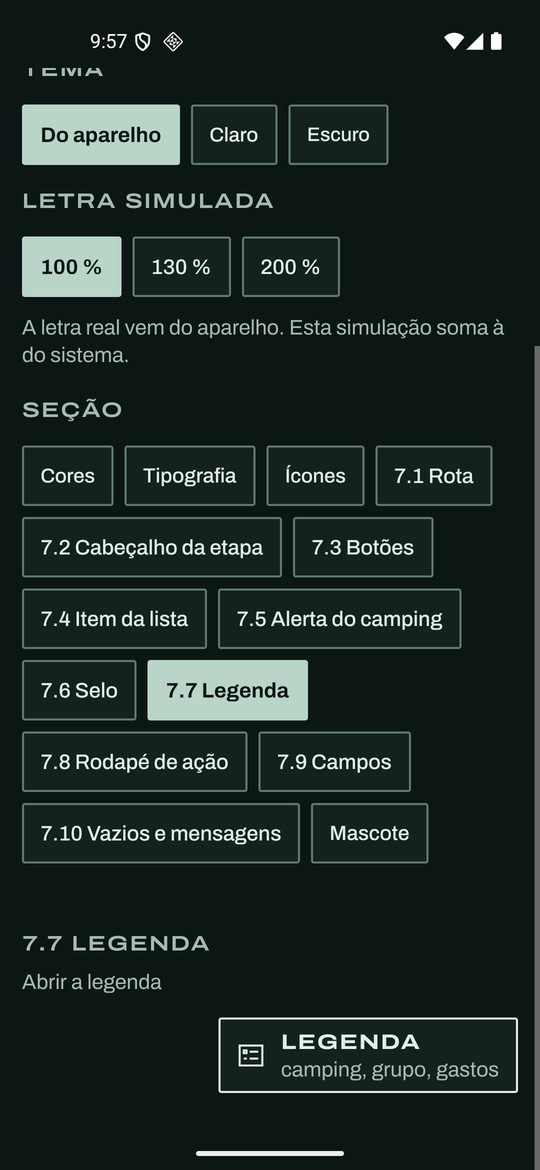 9:57
TEMA
Do aparelho
Claro
Escuro
LETRA SIMULADA
100 %
130 %
200 %
A letra real vem do aparelho. Esta simulação soma à
do sistema.
SEÇÃO
Cores
Tipografia
Ícones
7.1 Rota
7.2 Cabeçalho da etapa
7.3 Botões
7.4 Item da lista
7.5 Alerta do camping
7.6 Selo
7.7 Legenda
7.8 Rodapé de ação
7.9 Campos
7.10 Vazios e mensagens
Mascote
7.7 LEGENDA
Abrir a legenda
LEGENDA
camping, grupo, gastos